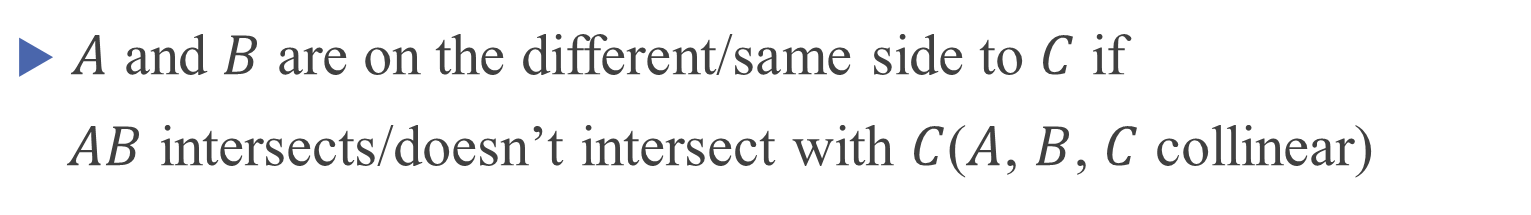 ▶ A and B are on the different/same side to C if
AB intersects/doesn’t intersect with C(A, B, C collinear)